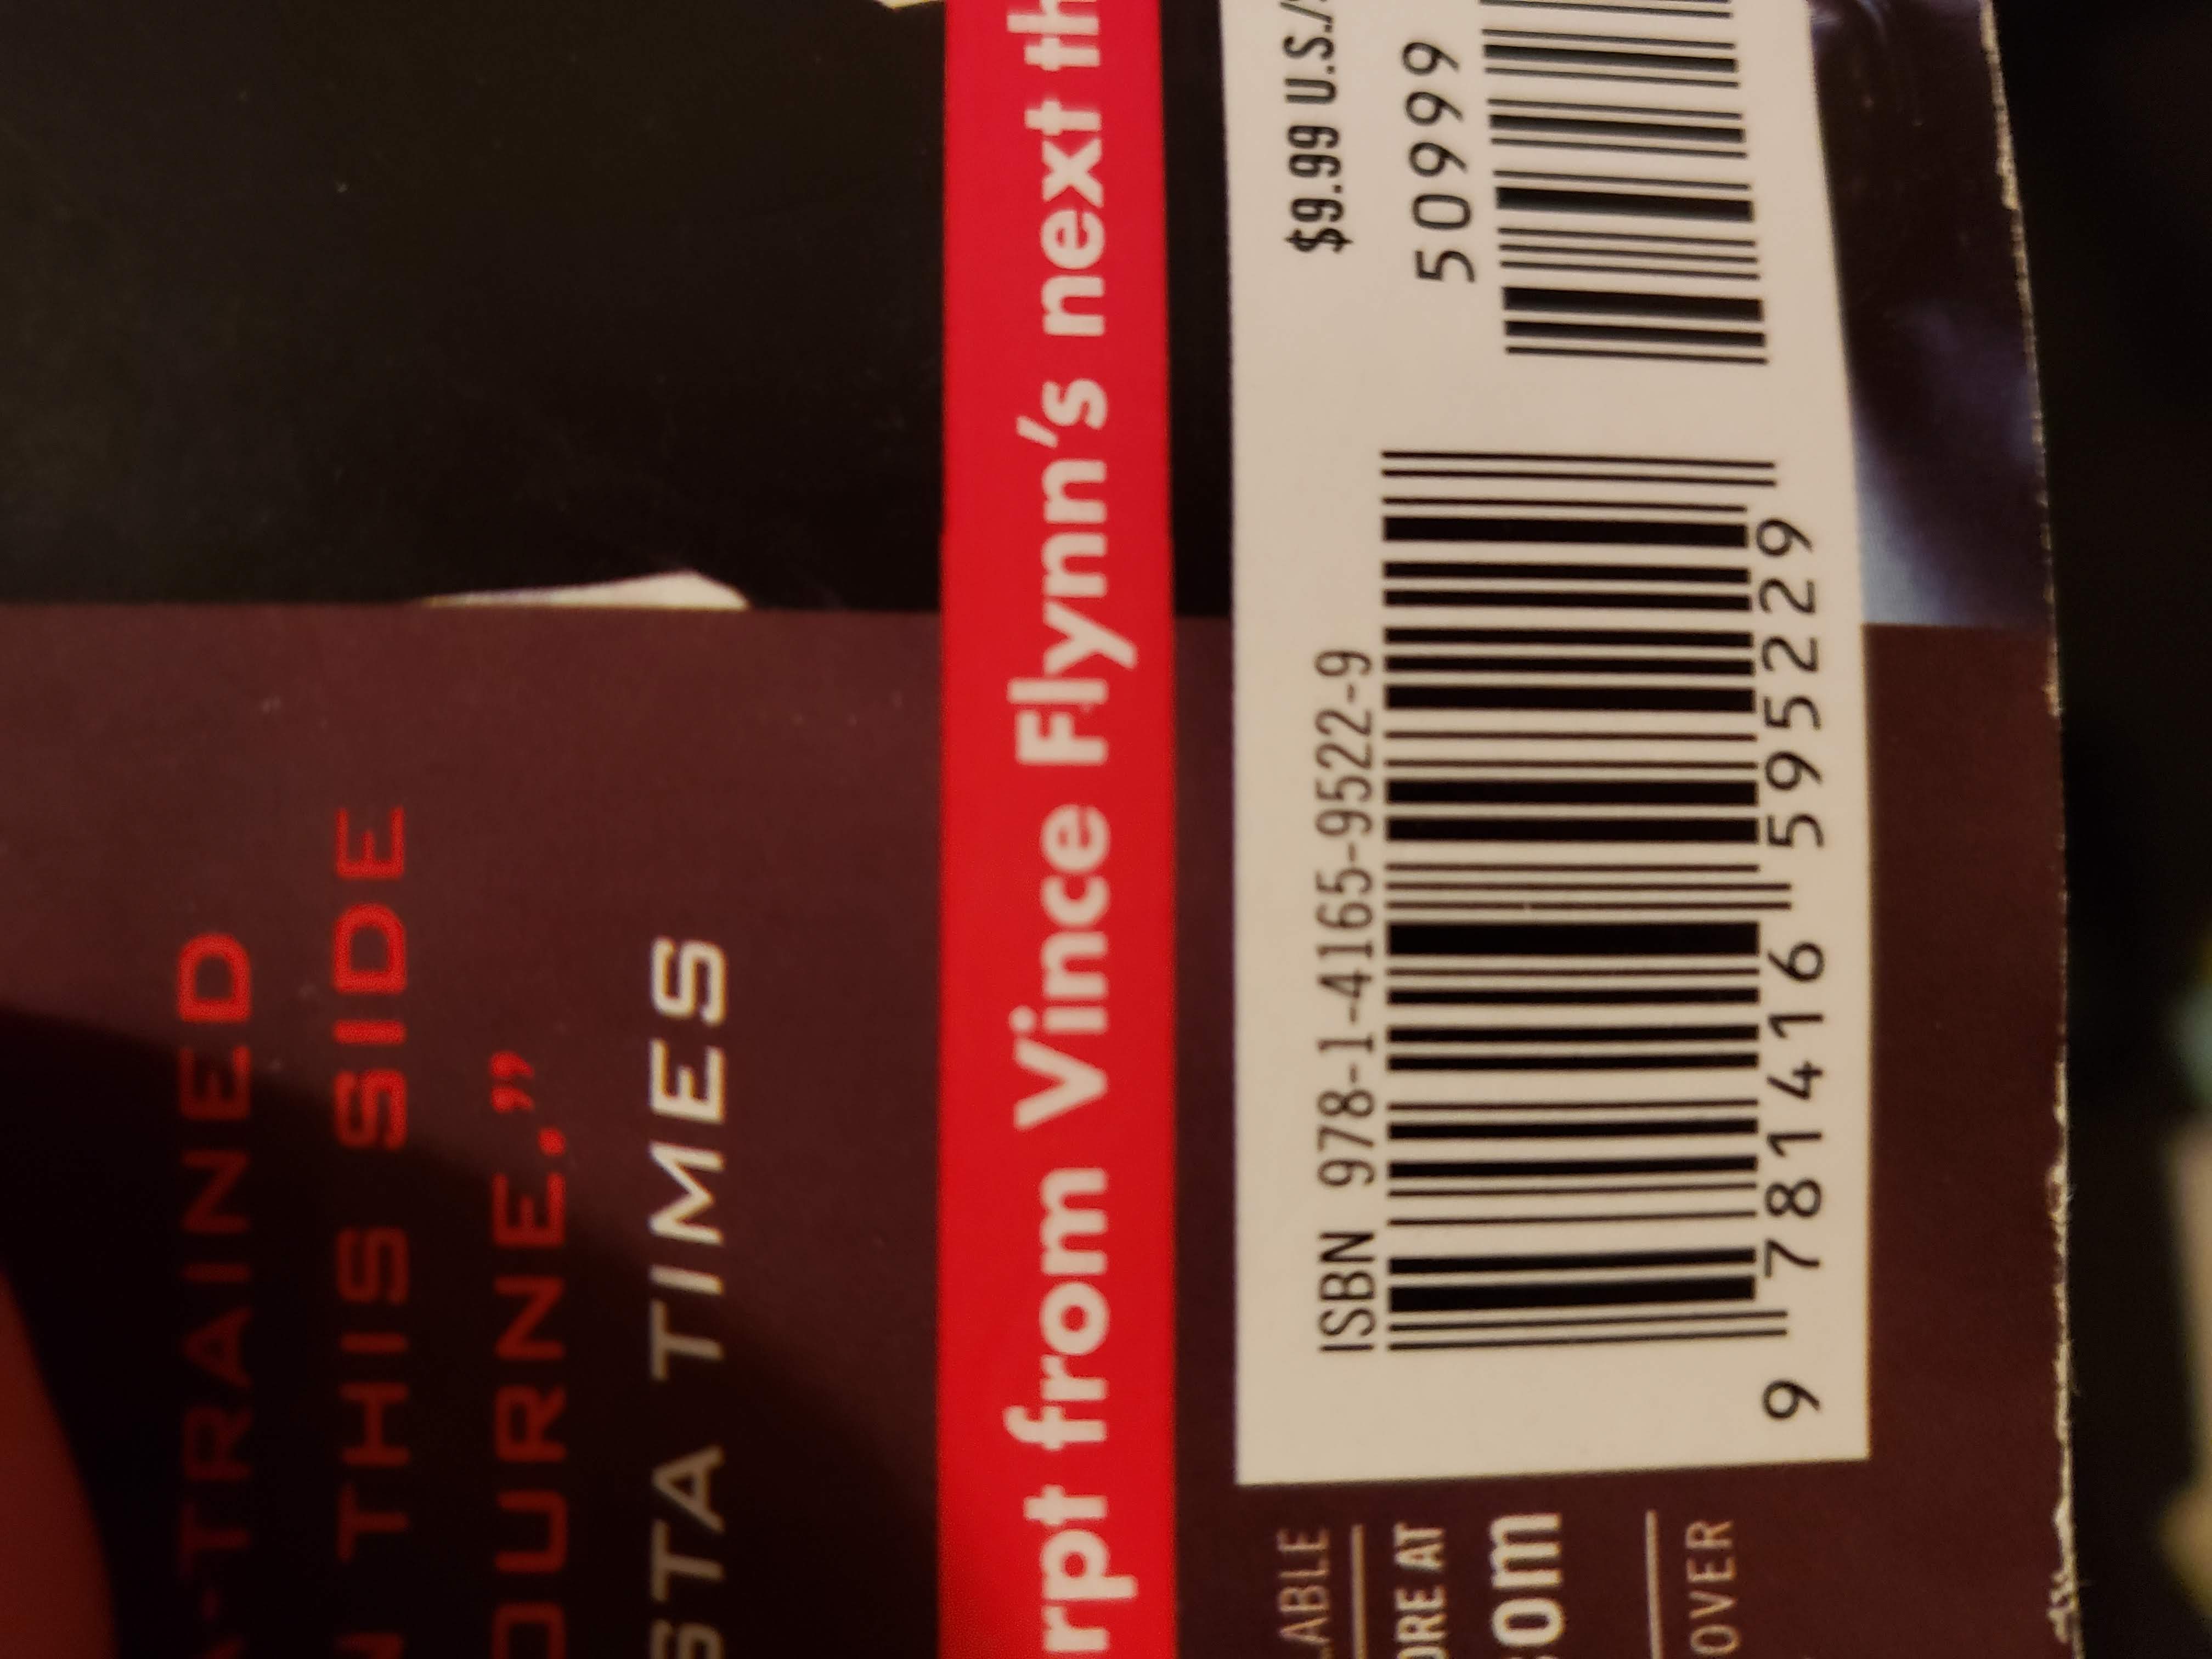 A-TRAINED
N THIS SIDE
OURNE."
STA TIMES
rpt from Vince Flynn's next th
LABLE
ORE AT
com
OVER
ISBN 978-1-4165-9522-9
$9.99 U.S./
50999
9 781416 595229